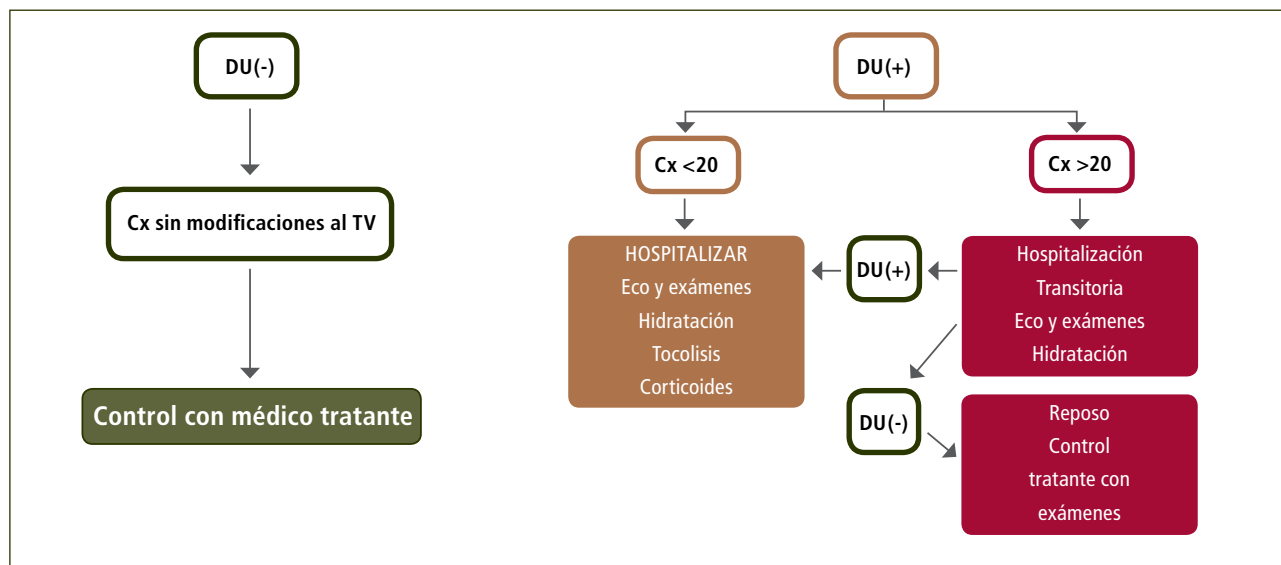 DU(-)
Cx sin modificaciones al TV
Control con médico tratante
DU(+)
Cx <20
Cx >20
HOSPITALIZAR
Eco y exámenes
Hidratación
Tocolisis
Corticoides
DU(+)
Hospitalización
Transitoria
Eco y exámenes
Hidratación
DU(-)
Reposo
Control
tratante con
exámenes